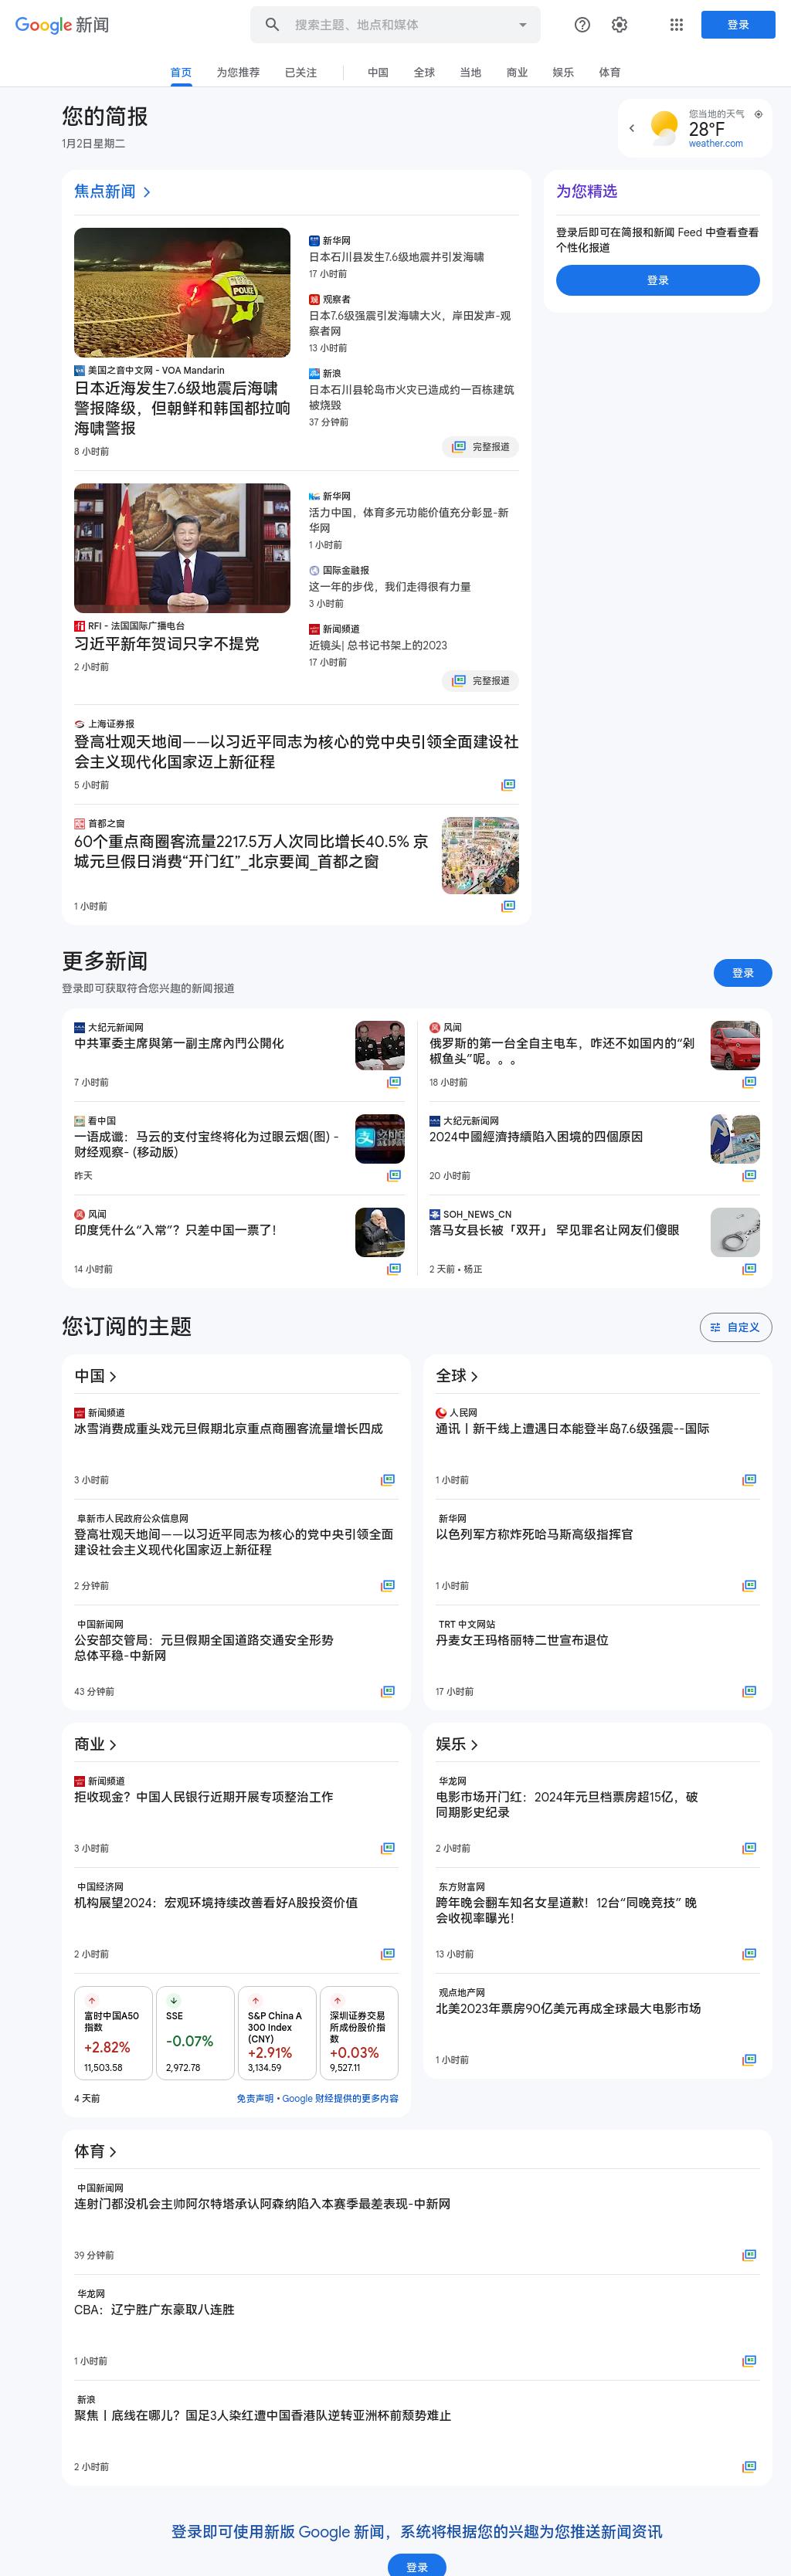 Google 新闻
搜索主题、地点和媒体
登录
首页
为您推荐
已关注
中国
全球
当地
商业
娱乐
体育
您的简报
1月2日星期二
您当地的天气
28°F
weather.com
焦点新闻
美国之音中文网 - VOA Mandarin
日本近海发生7.6级地震后海啸
警报降级，但朝鲜和韩国都拉响
海啸警报
8 小时前
新华网
日本石川县发生7.6级地震并引发海啸
17 小时前
观察者
日本7.6级强震引发海啸大火，岸田发声-观
察者网
13 小时前
新浪
日本石川县轮岛市火灾已造成约一百栋建筑
被烧毁
37 分钟前
完整报道
RFI - 法国国际广播电台
习近平新年贺词只字不提党
2 小时前
新华网
活力中国，体育多元功能价值充分彰显-新
华网
1 小时前
国际金融报
这一年的步伐，我们走得很有力量
3 小时前
新闻频道
近镜头| 总书记书架上的2023
17 小时前
完整报道
上海证券报
登高壮观天地间——以习近平同志为核心的党中央引领全面建设社
会主义现代化国家迈上新征程
5 小时前
首都之窗
60个重点商圈客流量2217.5万人次同比增长40.5% 京
城元旦假日消费“开门红”_北京要闻_首都之窗
1 小时前
为您精选
登录后即可在简报和新闻 Feed 中查看查看
个性化报道
登录
更多新闻
登录即可获取符合您兴趣的新闻报道
登录
大纪元新闻网
中共軍委主席與第一副主席內鬥公開化
7 小时前
看中国
一语成谶：马云的支付宝终将化为过眼云烟(图) -
财经观察- (移动版)
昨天
风闻
印度凭什么“入常”？只差中国一票了！
14 小时前
风闻
俄罗斯的第一台全自主电车，咋还不如国内的“剁
椒鱼头”呢。。。
18 小时前
大纪元新闻网
2024中國經濟持續陷入困境的四個原因
20 小时前
SOH_NEWS_CN
落马女县长被「双开」 罕见罪名让网友们傻眼
2 天前 • 杨正
您订阅的主题
自定义
中国
新闻频道
冰雪消费成重头戏元旦假期北京重点商圈客流量增长四成
3 小时前
阜新市人民政府公众信息网
登高壮观天地间——以习近平同志为核心的党中央引领全面
建设社会主义现代化国家迈上新征程
2 分钟前
中国新闻网
公安部交管局：元旦假期全国道路交通安全形势
总体平稳-中新网
43 分钟前
全球
人民网
通讯丨新干线上遭遇日本能登半岛7.6级强震--国际
1 小时前
新华网
以色列军方称炸死哈马斯高级指挥官
1 小时前
TRT 中文网站
丹麦女王玛格丽特二世宣布退位
17 小时前
商业
新闻频道
拒收现金？中国人民银行近期开展专项整治工作
3 小时前
中国经济网
机构展望2024：宏观环境持续改善看好A股投资价值
2 小时前
富时中国A50
指数
+2.82%
11,503.58
SSE
-0.07%
2,972.78
S&P China A
300 Index
(CNY)
+2.91%
3,134.59
深圳证券交易
所成份股价指
数
+0.03%
9,527.11
4 天前
免责声明 • Google 财经提供的更多内容
娱乐
华龙网
电影市场开门红：2024年元旦档票房超15亿，破
同期影史纪录
2 小时前
东方财富网
跨年晚会翻车知名女星道歉！12台“同晚竞技” 晚
会收视率曝光！
13 小时前
观点地产网
北美2023年票房90亿美元再成全球最大电影市场
1 小时前
体育
中国新闻网
连射门都没机会主帅阿尔特塔承认阿森纳陷入本赛季最差表现-中新网
39 分钟前
华龙网
CBA：辽宁胜广东豪取八连胜
1 小时前
新浪
聚焦丨底线在哪儿？国足3人染红遭中国香港队逆转亚洲杯前颓势难止
2 小时前
登录即可使用新版 Google 新闻，系统将根据您的兴趣为您推送新闻资讯
登录